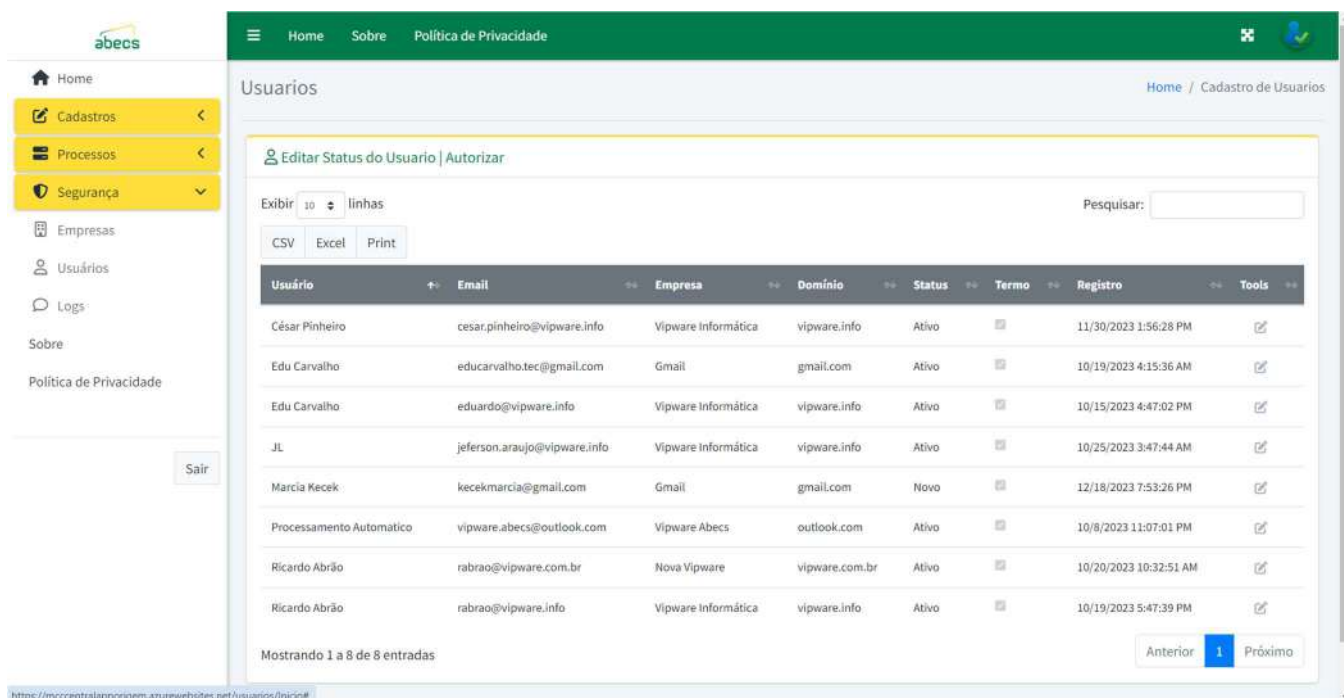 abecs
Home Sobre Política de Privacidade
Home
Cadastros
Processos
Segurança
Empresas
Usuários
Logs
Sobre
Política de Privacidade
Sair
Usuarios
Home / Cadastro de Usuarios
Editar Status do Usuario | Autorizar
Exibir 10 linhas
Pesquisar:
CSV Excel Print
Usuário Email Empresa Domínio Status Termo Registro Tools
César Pinheiro cesar.pinheiro@vipware.info Vipware Informática vipware.info Ativo 11/30/2023 1:56:28 PM
Edu Carvalho educarvalho.tec@gmail.com Gmail gmail.com Ativo 10/19/2023 4:15:36 AM
Edu Carvalho eduardo@vipware.info Vipware Informática vipware.info Ativo 10/15/2023 4:47:02 PM
JL jeferson.araujo@vipware.info Vipware Informática vipware.info Ativo 10/25/2023 3:47:44 AM
Marcia Kecek kecekmarcia@gmail.com Gmail gmail.com Novo 12/18/2023 7:53:26 PM
Processamento Automatico vipware.abecs@outlook.com Vipware Abecs outlook.com Ativo 10/8/2023 11:07:01 PM
Ricardo Abrão rabrao@vipware.com.br Nova Vipware vipware.com.br Ativo 10/20/2023 10:32:51 AM
Ricardo Abrão rabrao@vipware.info Vipware Informática vipware.info Ativo 10/19/2023 5:47:39 PM
Mostrando 1 a 8 de 8 entradas
Anterior 1 Próximo